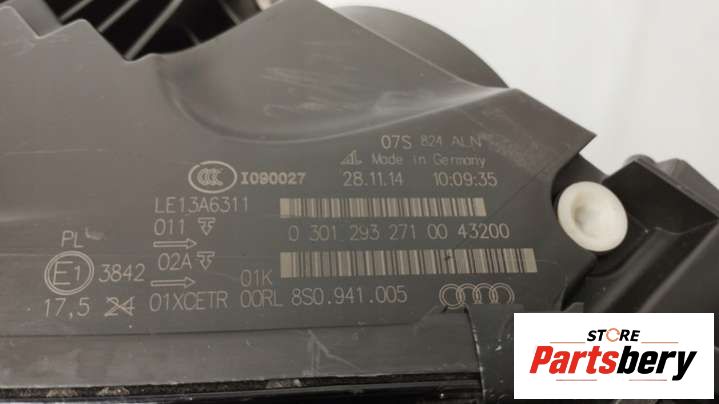 07S 824 ALN
Made in Germany
CCC I090027 28.11.14 10:09:35
LE13A6311
011
0 301 293 271 00 43200
PL
E1 3842
02A
01K
17,5 24 01XCETR 00RL 8S0.941.005
STORE
Partsbery